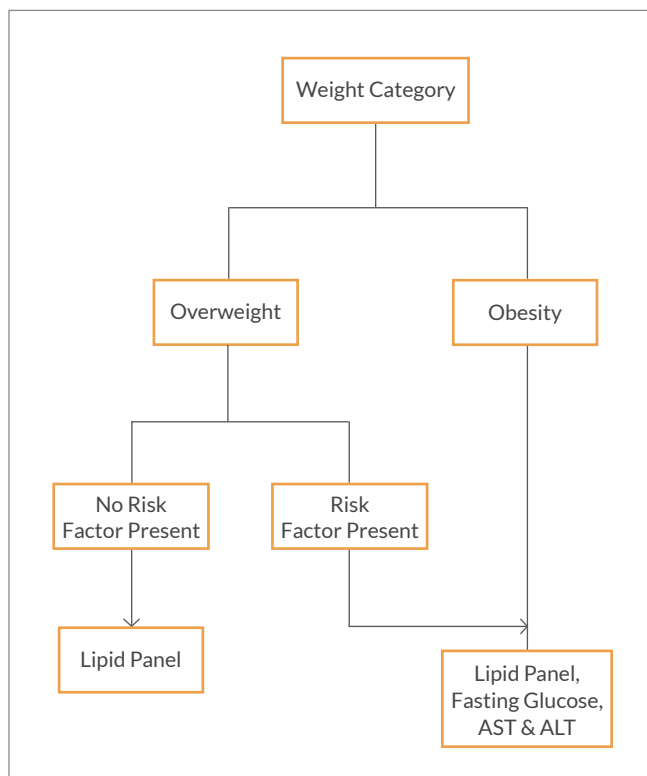 Weight Category
Overweight
Obesity
No Risk
Factor Present
Risk
Factor Present
Lipid Panel
Lipid Panel,
Fasting Glucose,
AST & ALT